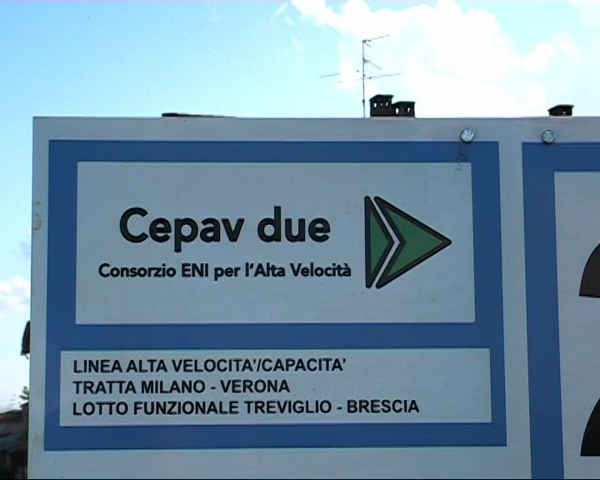 Cepav due
Consorzio ENI per l'Alta Velocità
LINEA ALTA VELOCITA'/CAPACITA'
TRATTA MILANO - VERONA
LOTTO FUNZIONALE TREVIGLIO - BRESCIA